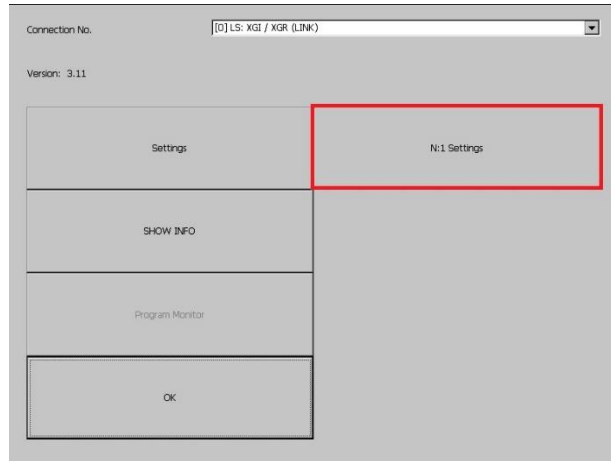 Connection No. [0] LS: XGI / XGR (LINK)
Version: 3.11
Settings N:1 Settings
SHOW INFO
Program Monitor
OK